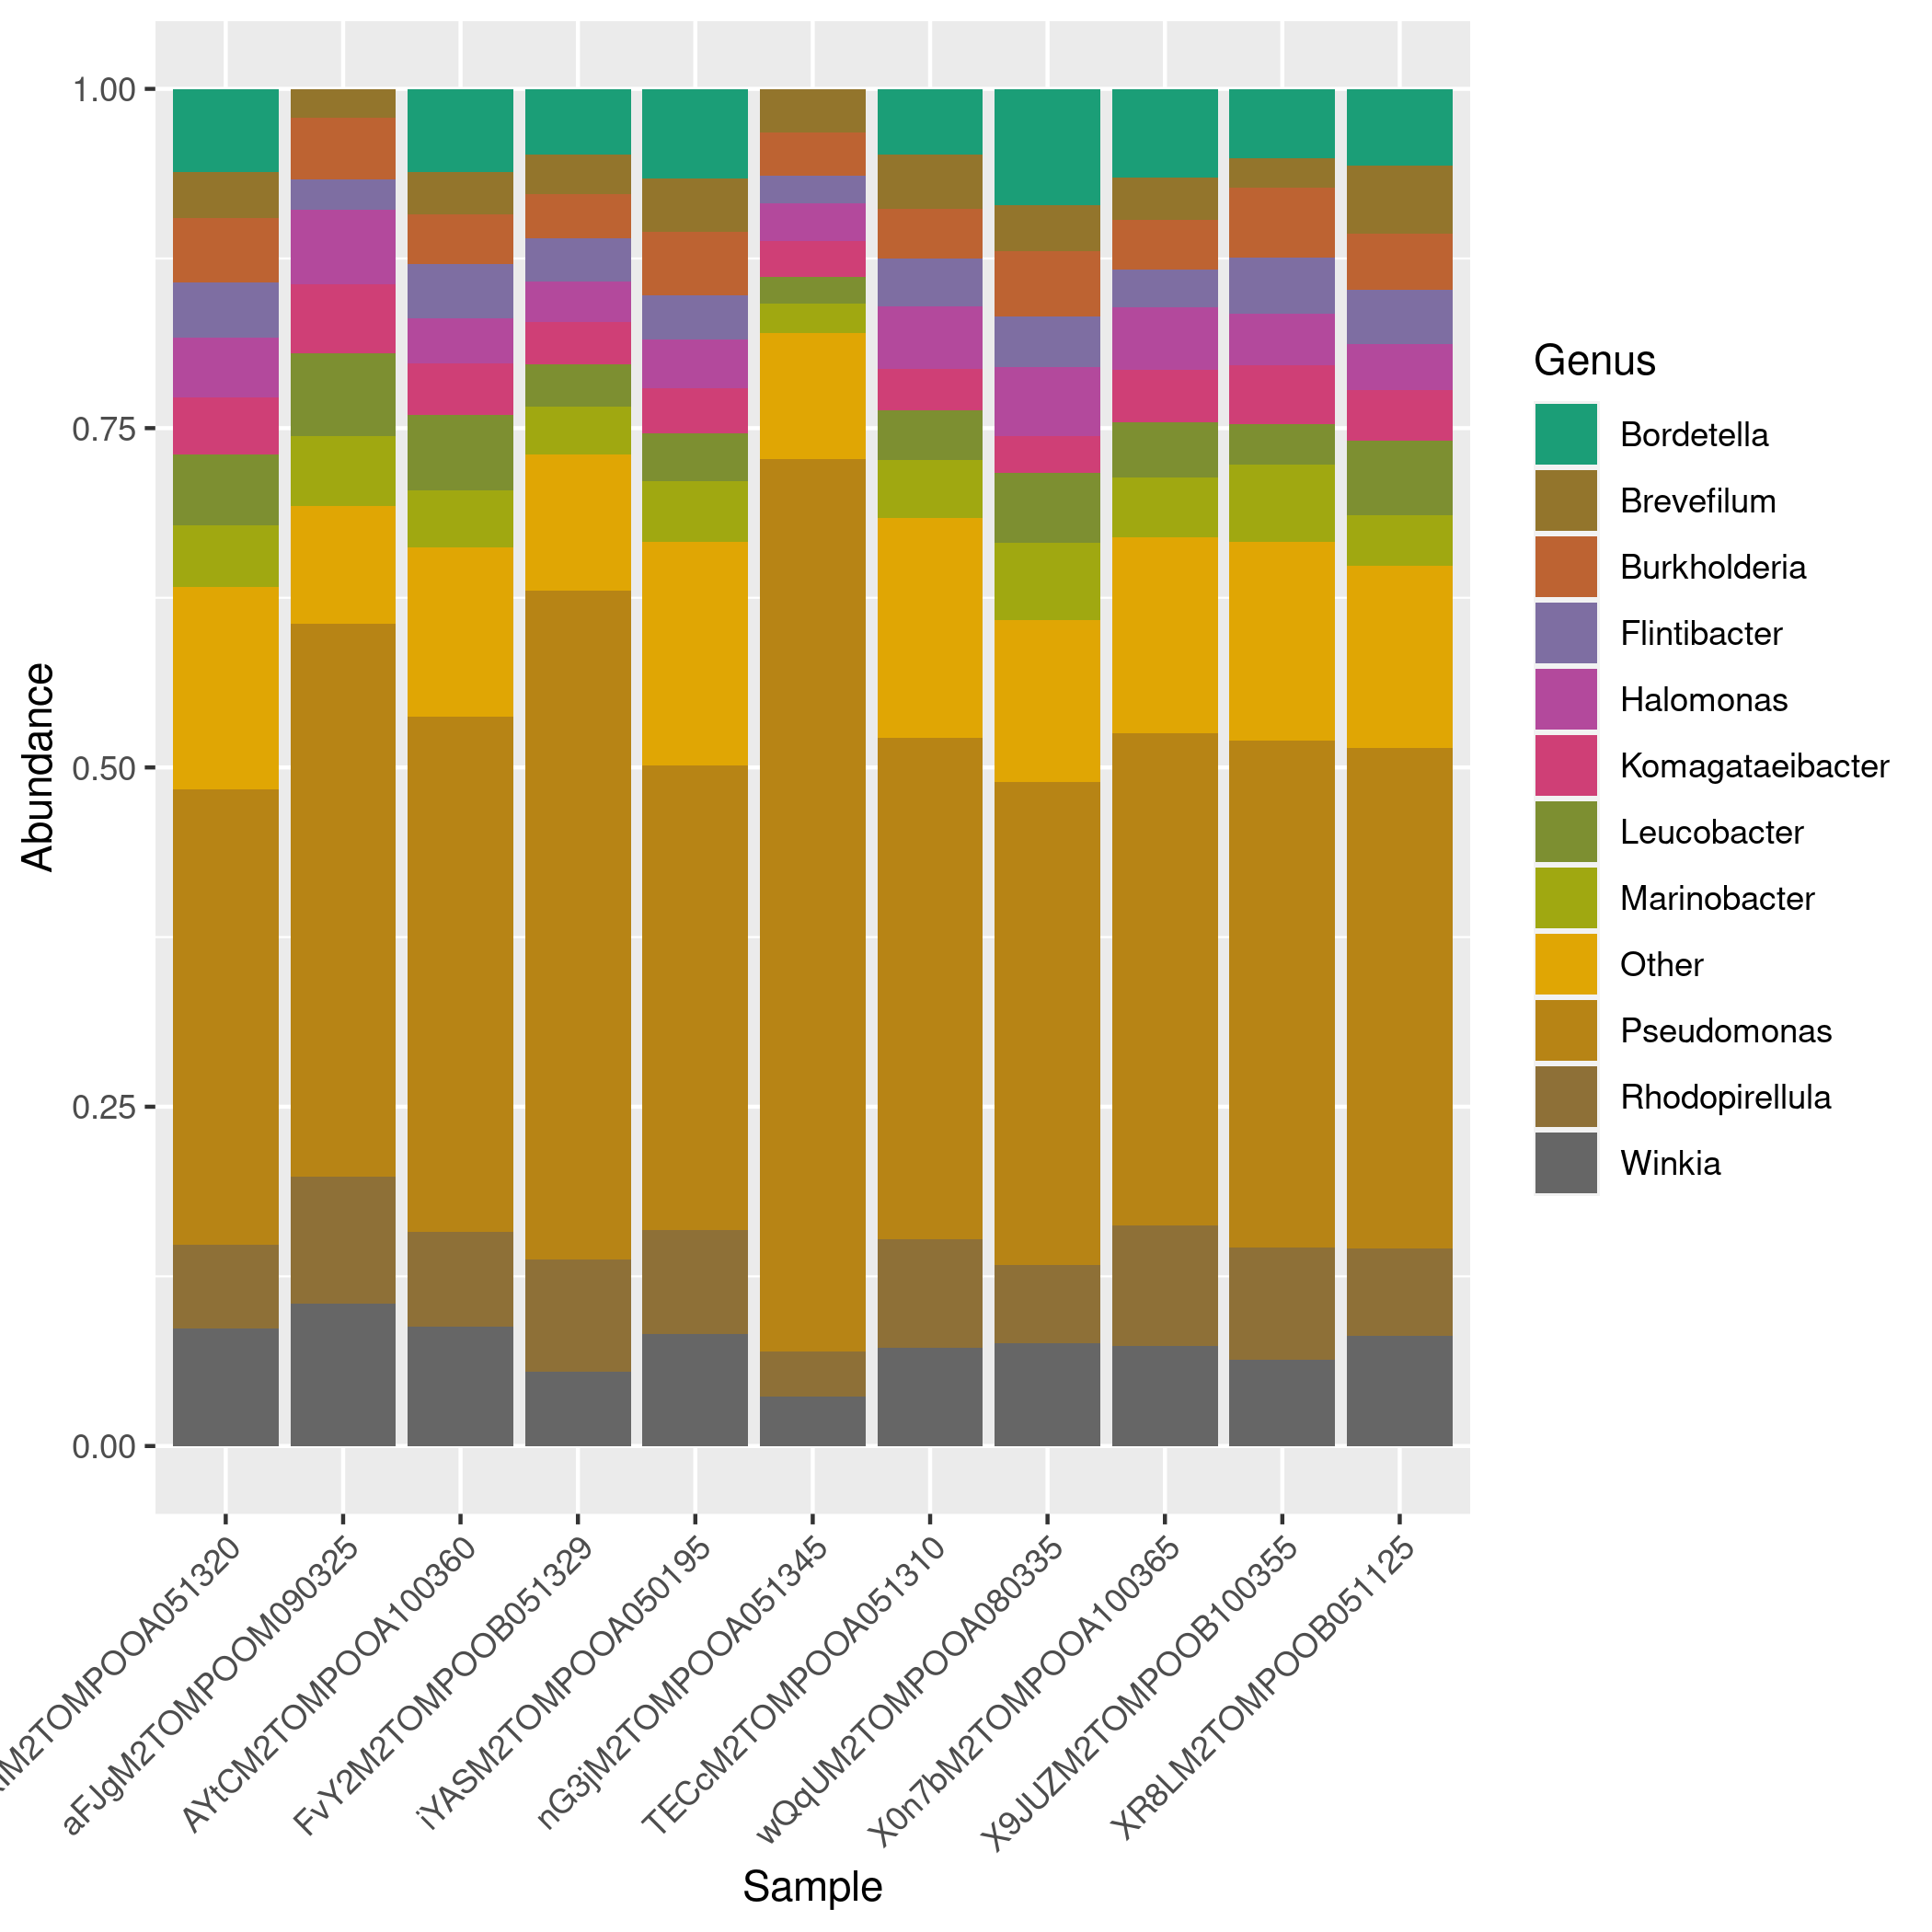 1.00
0.75
0.50
0.25
0.00
Abundance
aFJgM2TOMPOOM090325
AYtCM2TOMPOOA100360
FvY2M2TOMPOOB051329
iYASM2TOMPOOA050195
nG3jM2TOMPOOA051345
TECcM2TOMPOOA051310
wQqUM2TOMPOOA080335
X0n7bM2TOMPOOA100365
X9JUZM2TOMPOOB100355
XR8LM2TOMPOOB051125
Sample
Genus
Bordetella
Brevefilum
Burkholderia
Flintibacter
Halomonas
Komagataeibacter
Leucobacter
Marinobacter
Other
Pseudomonas
Rhodopirellula
Winkia